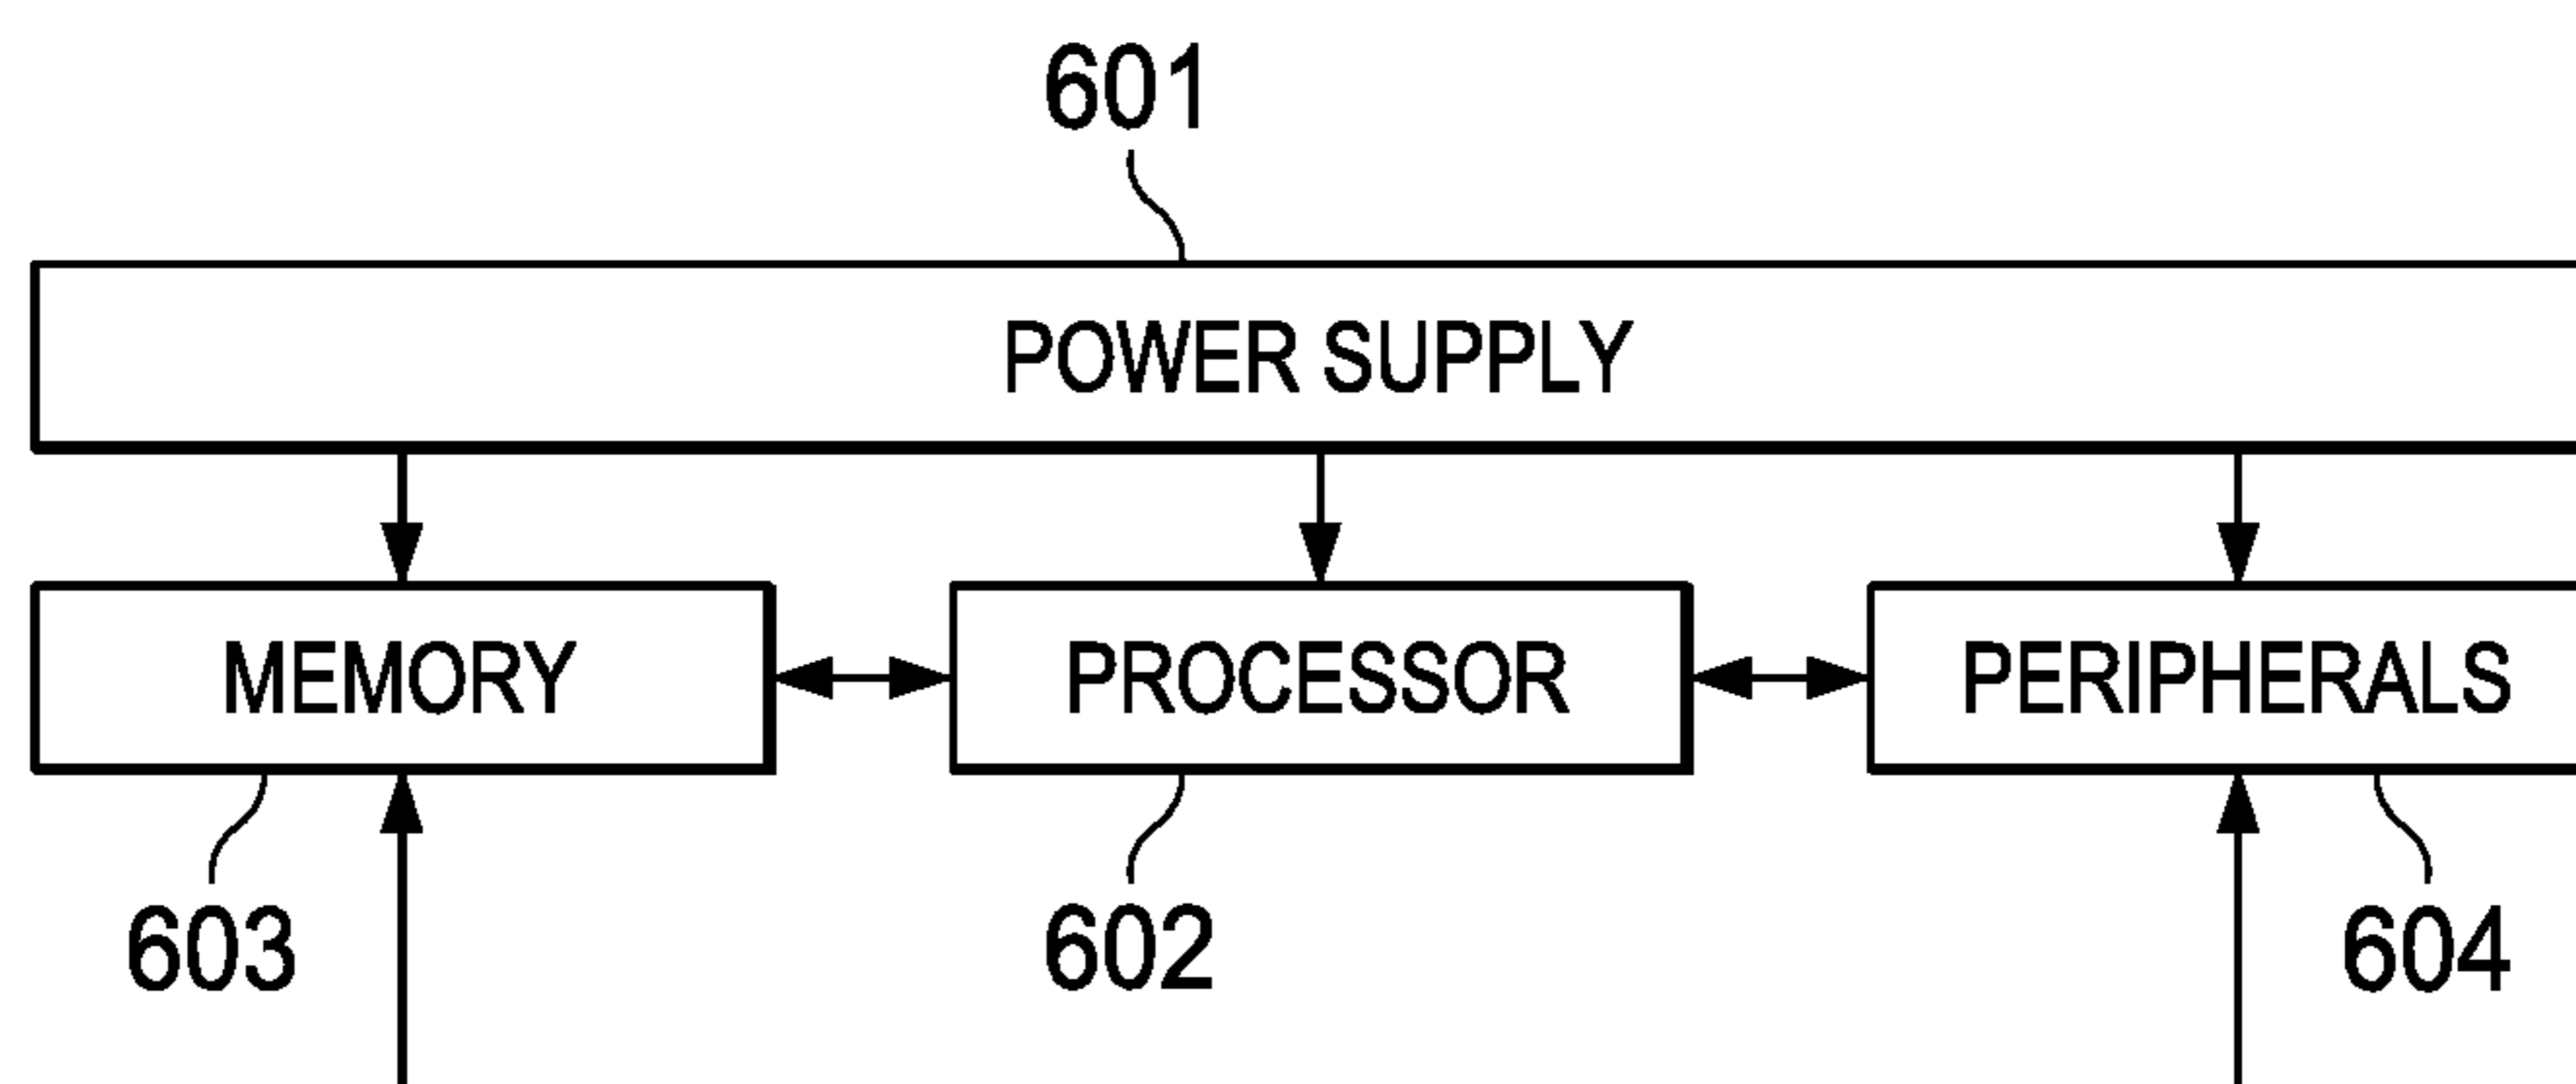 601
POWER SUPPLY
MEMORY
PROCESSOR
PERIPHERALS
603
602
604